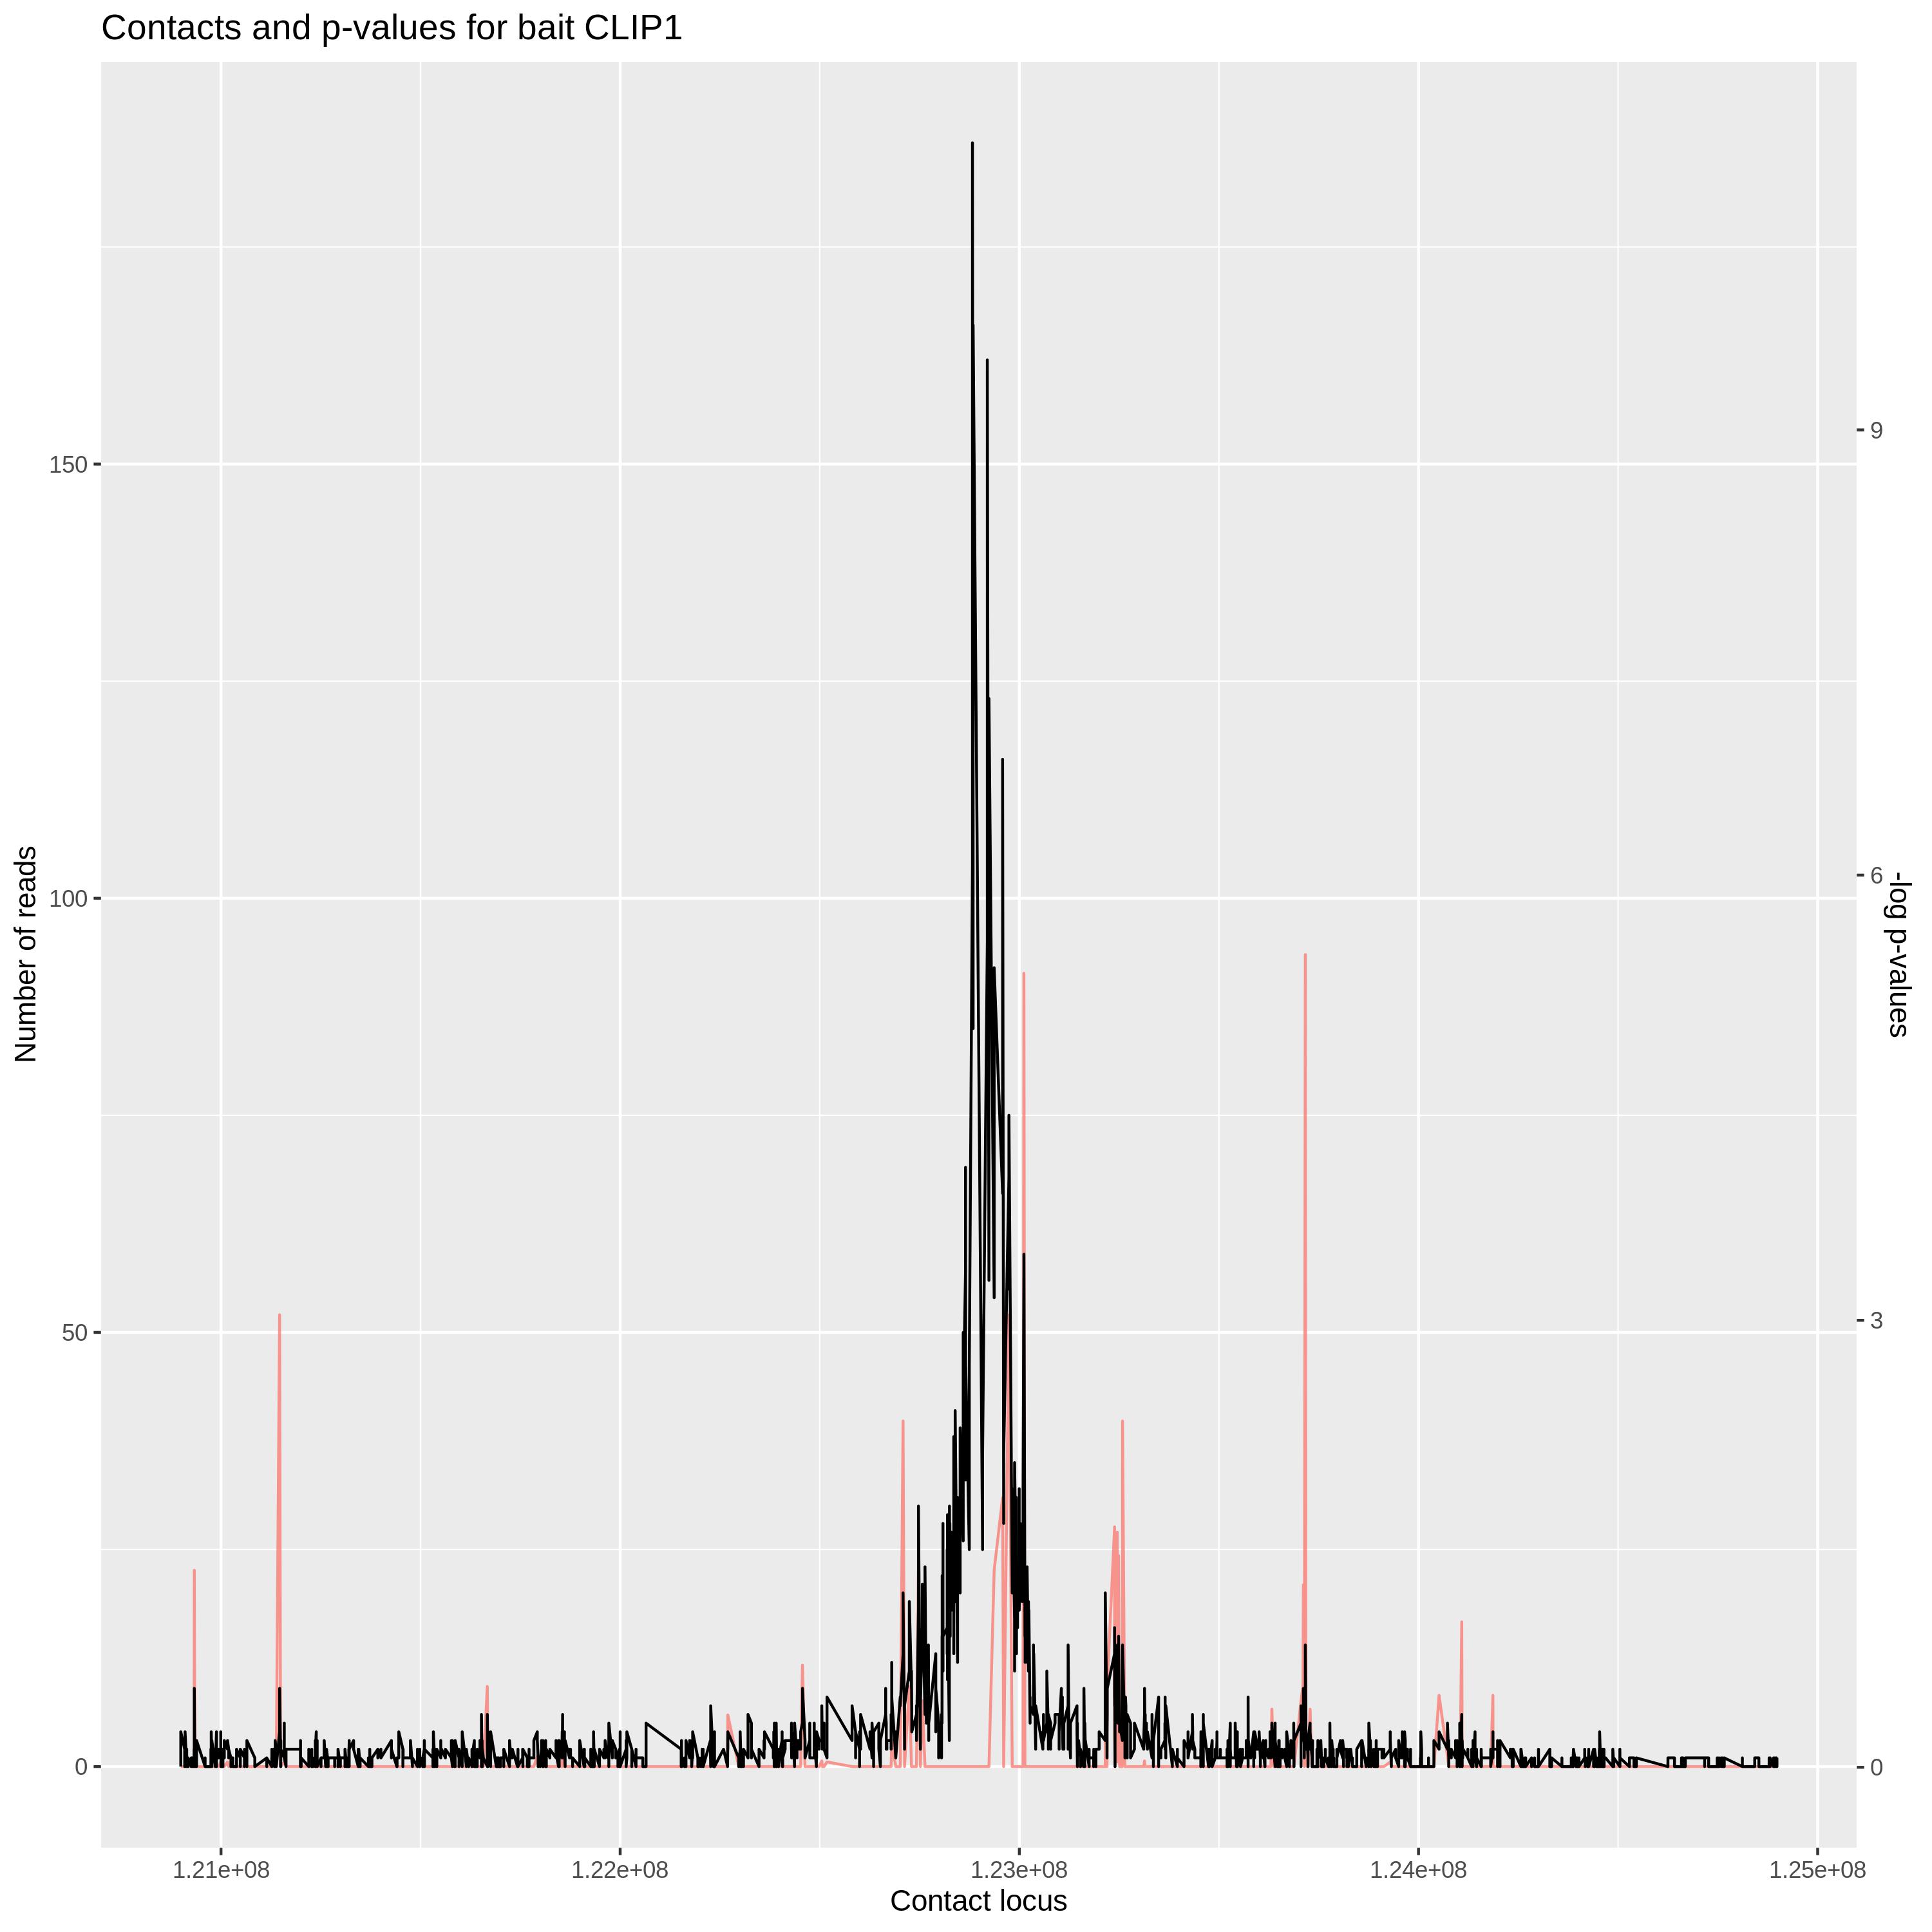 Contacts and p-values for bait CLIP1
Number of reads
150
100
50
0
9
6
3
0
-log p-values
1.21e+08 1.22e+08 1.23e+08 1.24e+08 1.25e+08
Contact locus